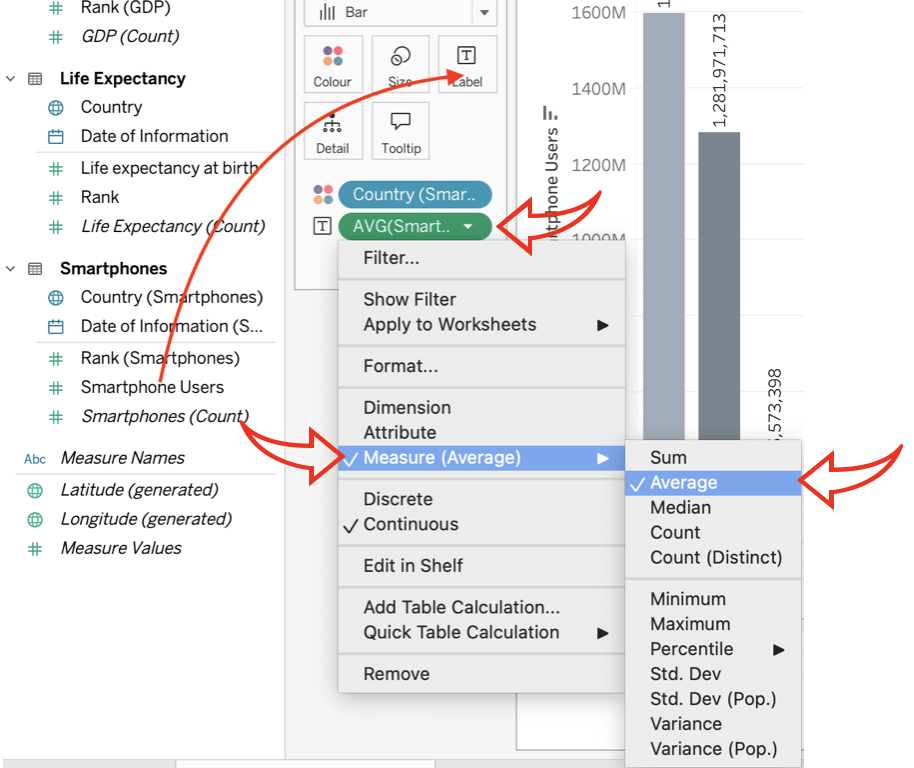 Rank (GDP)
GDP (Count)
Life Expectancy
Country
Date of Information
Life expectancy at birth
Rank
Life Expectancy (Count)
Smartphones
Country (Smartphones)
Date of Information (S...
Rank (Smartphones)
Smartphone Users
Smartphones (Count)
Abc Measure Names
Latitude (generated)
Longitude (generated)
Measure Values
Bar
Colour
Size
T
Label
Detail
Tooltip
Country (Smar..
T AVG(Smart..
Filter...
Show Filter
Apply to Worksheets
Format...
Dimension
Attribute
Measure (Average)
Discrete
Continuous
Edit in Shelf
Add Table Calculation...
Quick Table Calculation
Remove
Sum
Average
Median
Count
Count (Distinct)
Minimum
Maximum
Percentile
Std. Dev
Std. Dev (Pop.)
Variance
Variance (Pop.)
1600M
1400M
1200M
1000M
Users
1,281,971,713
,573,398